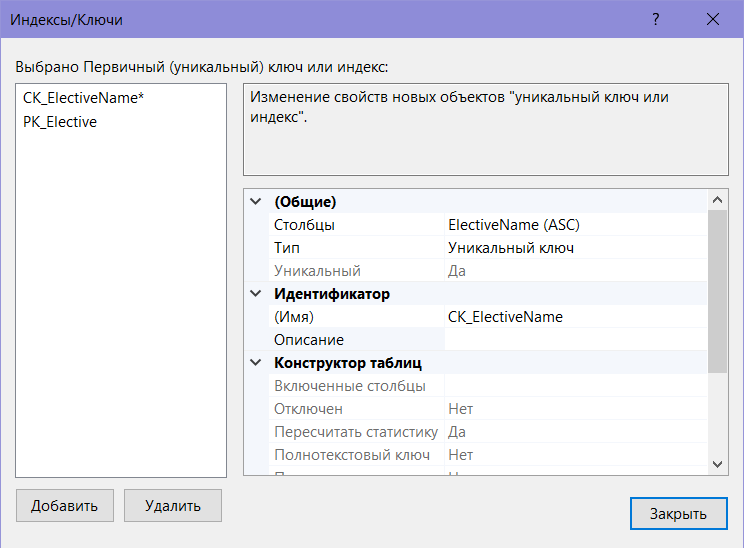 Индексы/Ключи
?
Выбрано Первичный (уникальный) ключ или индекс:
CK_ElectiveName*
PK_Elective
Изменение свойств новых объектов "уникальный ключ или
индекс".
(Общие)
Столбцы ElectiveName (ASC)
Тип Уникальный ключ
Уникальный Да
Идентификатор
(Имя) CK_ElectiveName
Описание
Конструктор таблиц
Включенные столбцы
Отключен Нет
Пересчитать статистику Да
Полнотекстовый ключ Нет
Добавить Удалить
Закрыть